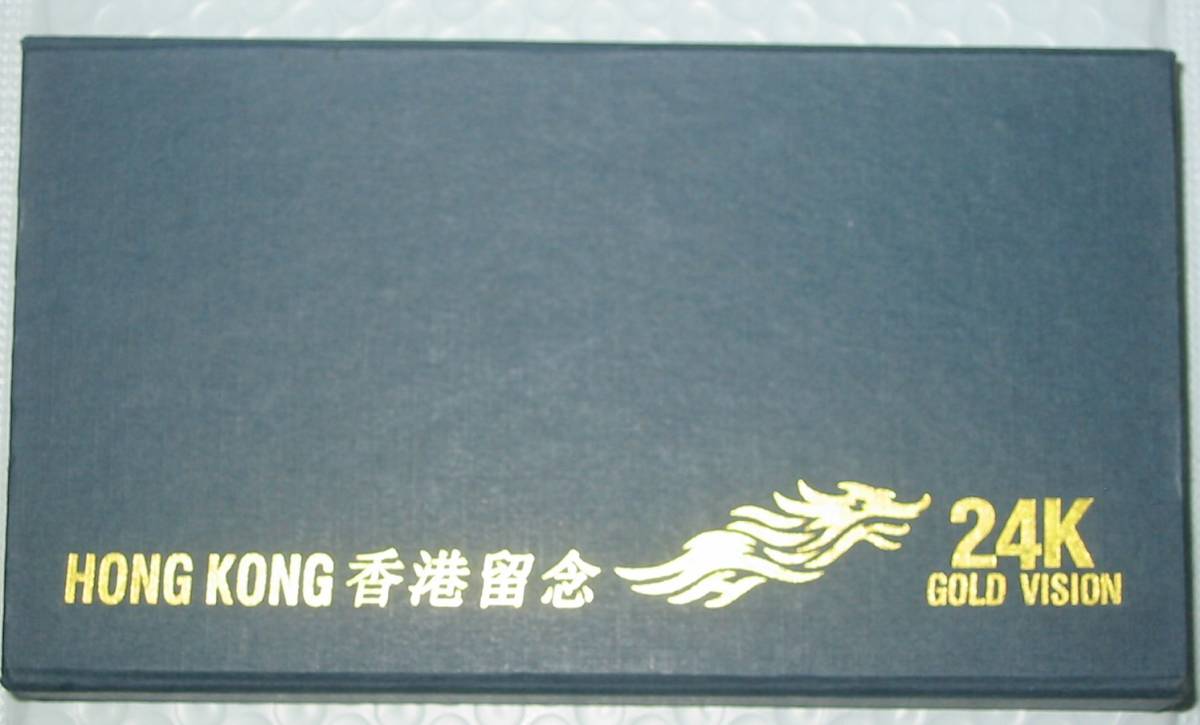 HONG KONG 香港留念
24K
GOLD VISION